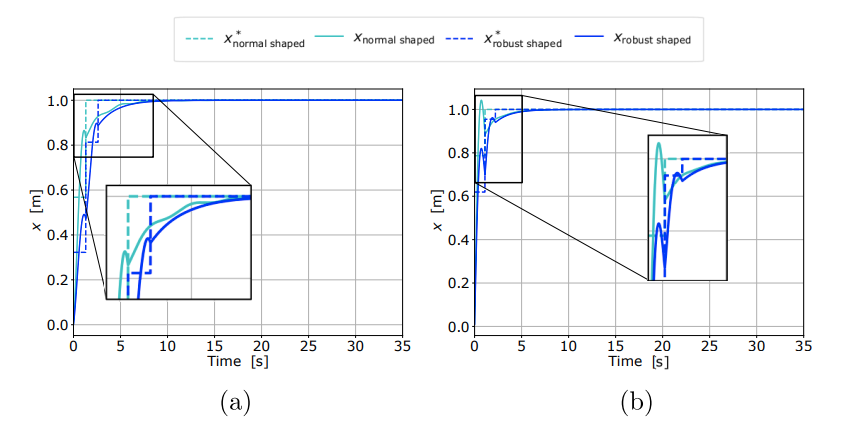 x*normal shaped xnormal shaped x*robust shaped xrobust shaped
1.0
0.8
0.6
0.4
0.2
0.0
x [m]
0 5 10 15 20 25 30 35
Time [s]
(a)
1.0
0.8
0.6
0.4
0.2
0.0
x [m]
0 5 10 15 20 25 30 35
Time [s]
(b)